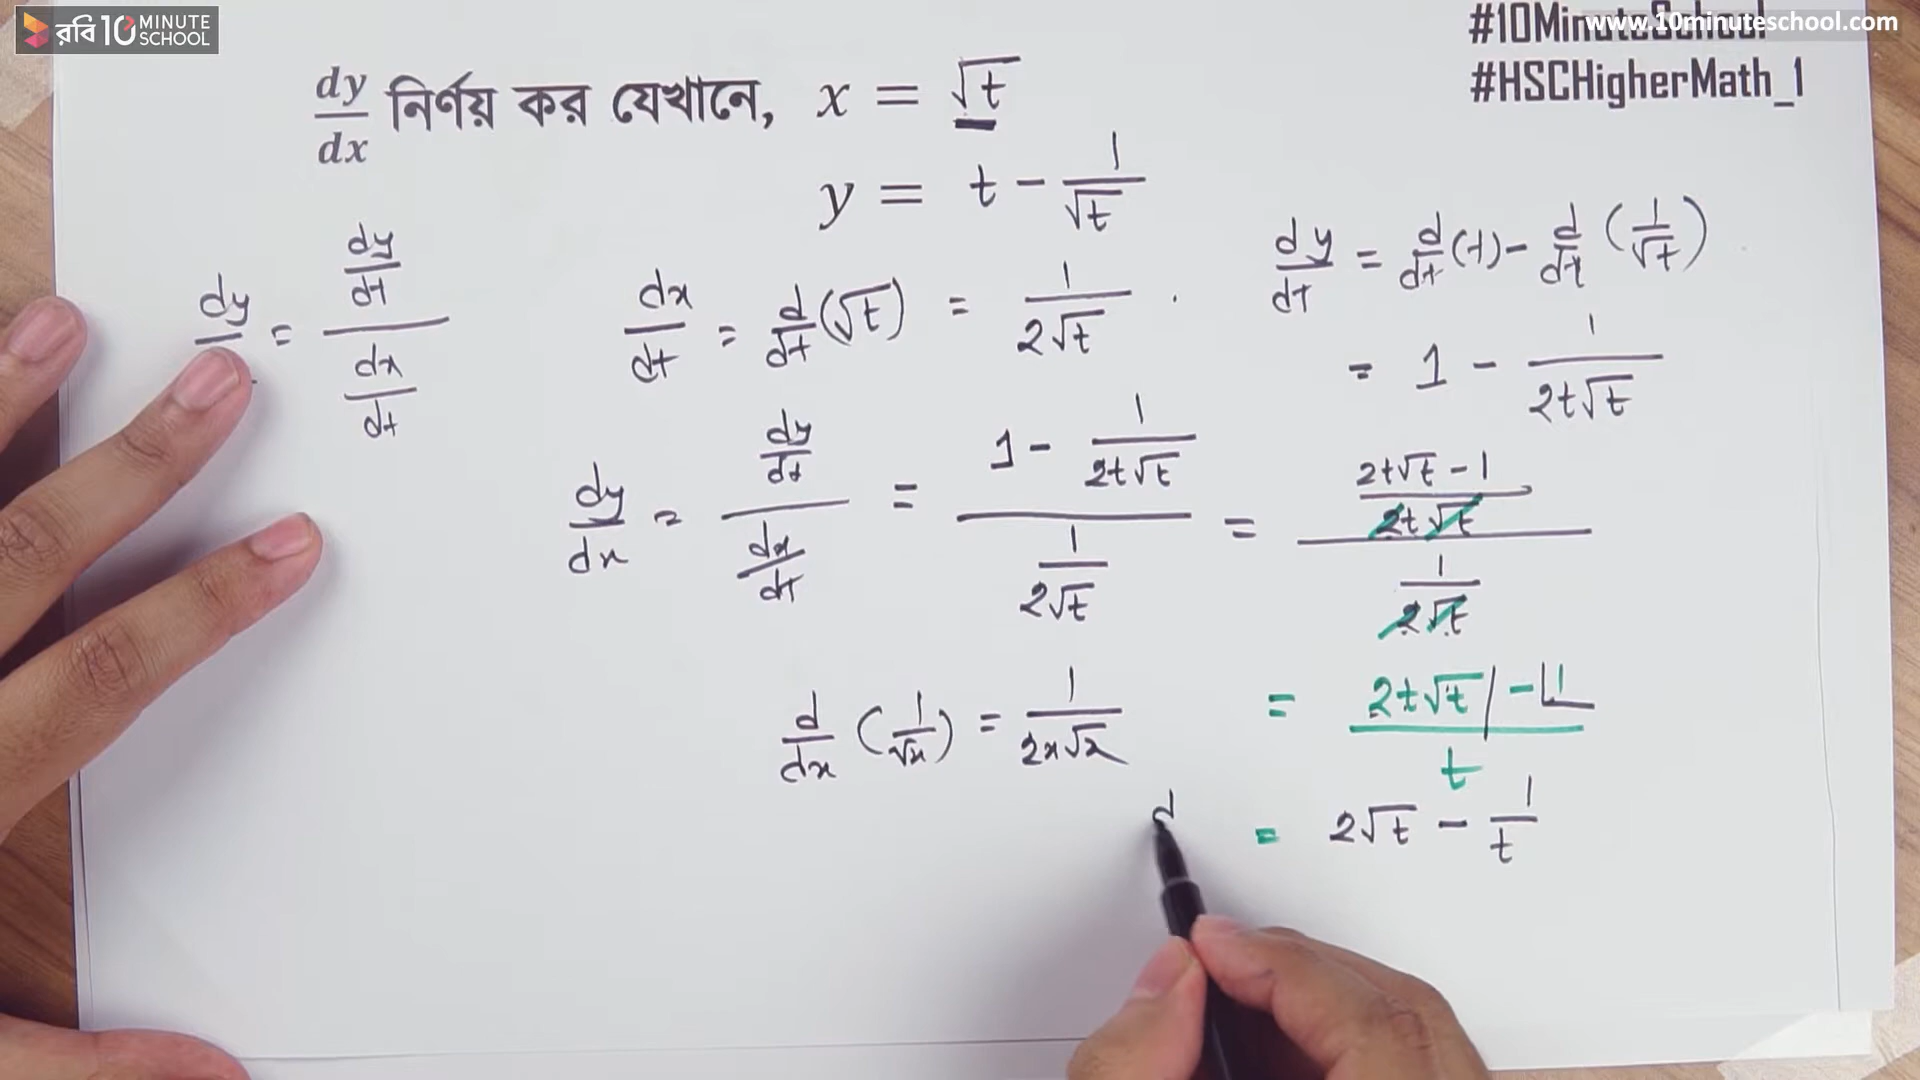 রবি 10 MINUTE SCHOOL
www.10minuteschool.com
#10MinuteSchool
#HSCHigherMath_1
dy/dx নির্ণয় কর যেখানে, x = √t
y = t - 1/√t
dy/ = (dy/dt)/(dx/dt)
dx/dt = d/dt (√t) = 1/(2√t)
dy/dt = d/dt (t) - d/dt (1/√t)
= 1 - 1/(2t√t)
dy/dx = (dy/dt)/(dx/dt) = (1 - 1/(2t√t))/(1/(2√t)) = ((2t√t - 1)/(2t√t))/(1/(2√t))
d/dx (1/√x) = 1/(2x√x)
= (2t√t - 1)/t
d
= 2√t - 1/t